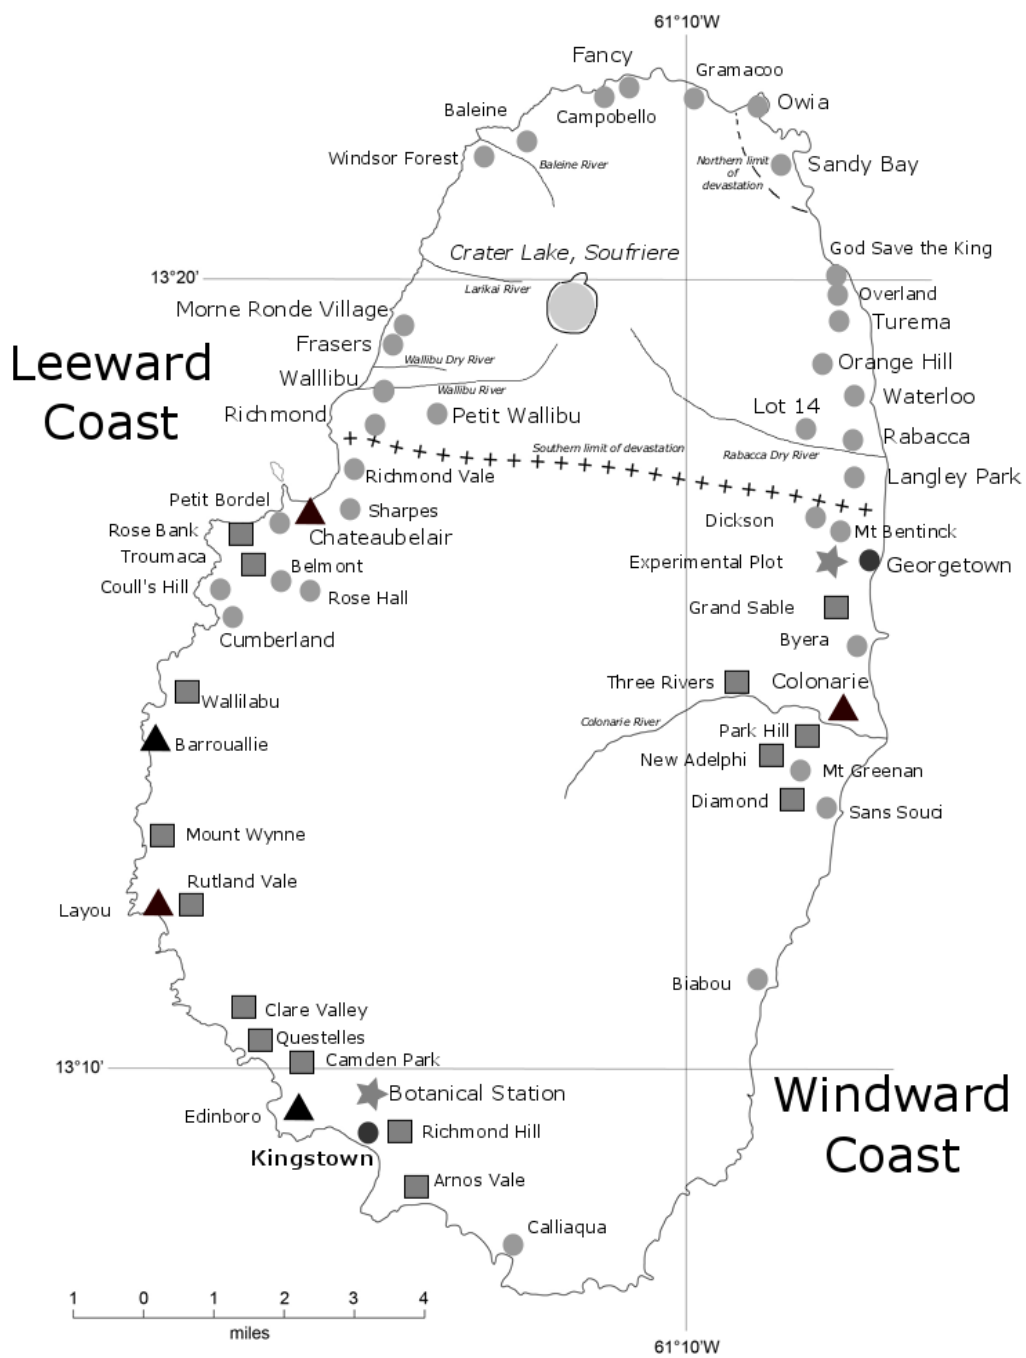 61°10'W
Fancy
Gramacoo
Baleine
Campobello
Owia
Windsor Forest
Baleine River
Northern limit
of
devastation
Sandy Bay
Crater Lake, Soufriere
God Save the King
13°20'
Larikai River
Overland
Morne Ronde Village
Turema
Frasers
Leeward
Coast
Wallibu Dry River
Orange Hill
Walllibu
Wallibu River
Waterloo
Richmond
Petit Wallibu
Lot 14
Rabacca
Southern limit of devastation
Rabacca Dry River
Richmond Vale
Langley Park
Petit Bordel
Sharpes
Dickson
Rose Bank
Chateaubelair
Mt Bentinck
Troumaca
Belmont
Experimental Plot
Georgetown
Coull's Hill
Rose Hall
Grand Sable
Cumberland
Byera
Three Rivers
Colonarie
Wallilabu
Colonarie River
Park Hill
Barrouallie
New Adelphi
Mt Greenan
Diamond
Sans Souci
Mount Wynne
Rutland Vale
Layou
Biabou
Clare Valley
Questelles
Camden Park
13°10'
Botanical Station
Windward
Coast
Edinboro
Richmond Hill
Kingstown
Arnos Vale
Calliaqua
1 0 1 2 3 4
miles
61°10'W